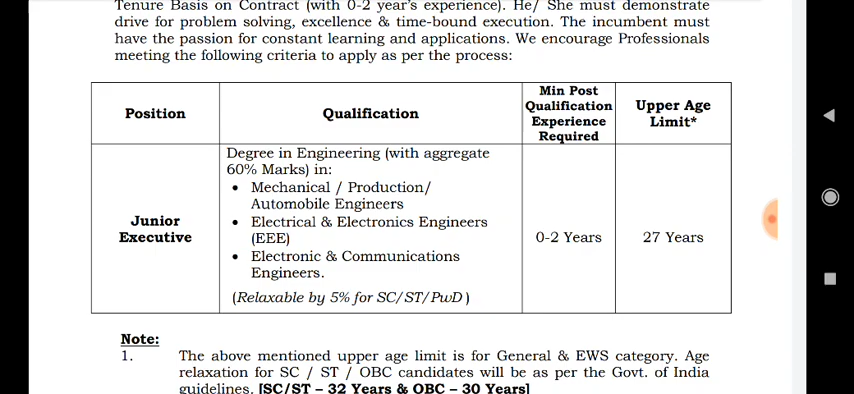 Tenure Basis on Contract (with 0-2 year's experience). He/ She must demonstrate
drive for problem solving, excellence & time-bound execution. The incumbent must
have the passion for constant learning and applications. We encourage Professionals
meeting the following criteria to apply as per the process:
Position
Qualification
Min Post
Qualification
Experience
Required
Upper Age
Limit*
Junior
Executive
Degree in Engineering (with aggregate
60% Marks) in:
• Mechanical / Production/
Automobile Engineers
• Electrical & Electronics Engineers
(EEE)
• Electronic & Communications
Engineers.
(Relaxable by 5% for SC/ST/PwD)
0-2 Years
27 Years
Note:
1. The above mentioned upper age limit is for General & EWS category. Age
relaxation for SC / ST / OBC candidates will be as per the Govt. of India
guidelines. [SC/ST – 32 Years & OBC – 30 Years]